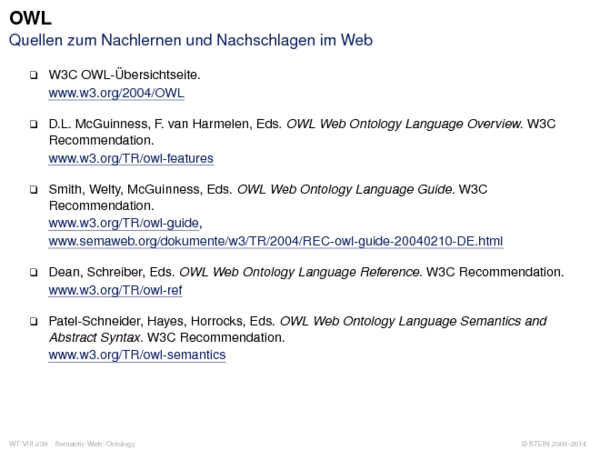 OWL
Quellen zum Nachlernen und Nachschlagen im Web
❑ W3C OWL-Übersichtseite.
www.w3.org/2004/OWL
❑ D.L. McGuinness, F. van Harmelen, Eds. OWL Web Ontology Language Overview. W3C
Recommendation.
www.w3.org/TR/owl-features
❑ Smith, Welty, McGuinness, Eds. OWL Web Ontology Language Guide. W3C
Recommendation.
www.w3.org/TR/owl-guide,
www.semaweb.org/dokumente/w3/TR/2004/REC-owl-guide-20040210-DE.html
❑ Dean, Schreiber, Eds. OWL Web Ontology Language Reference. W3C Recommendation.
www.w3.org/TR/owl-ref
❑ Patel-Schneider, Hayes, Horrocks, Eds. OWL Web Ontology Language Semantics and
Abstract Syntax. W3C Recommendation.
www.w3.org/TR/owl-semantics
Semantic Web: Ontology
© STEIN 2005-2014